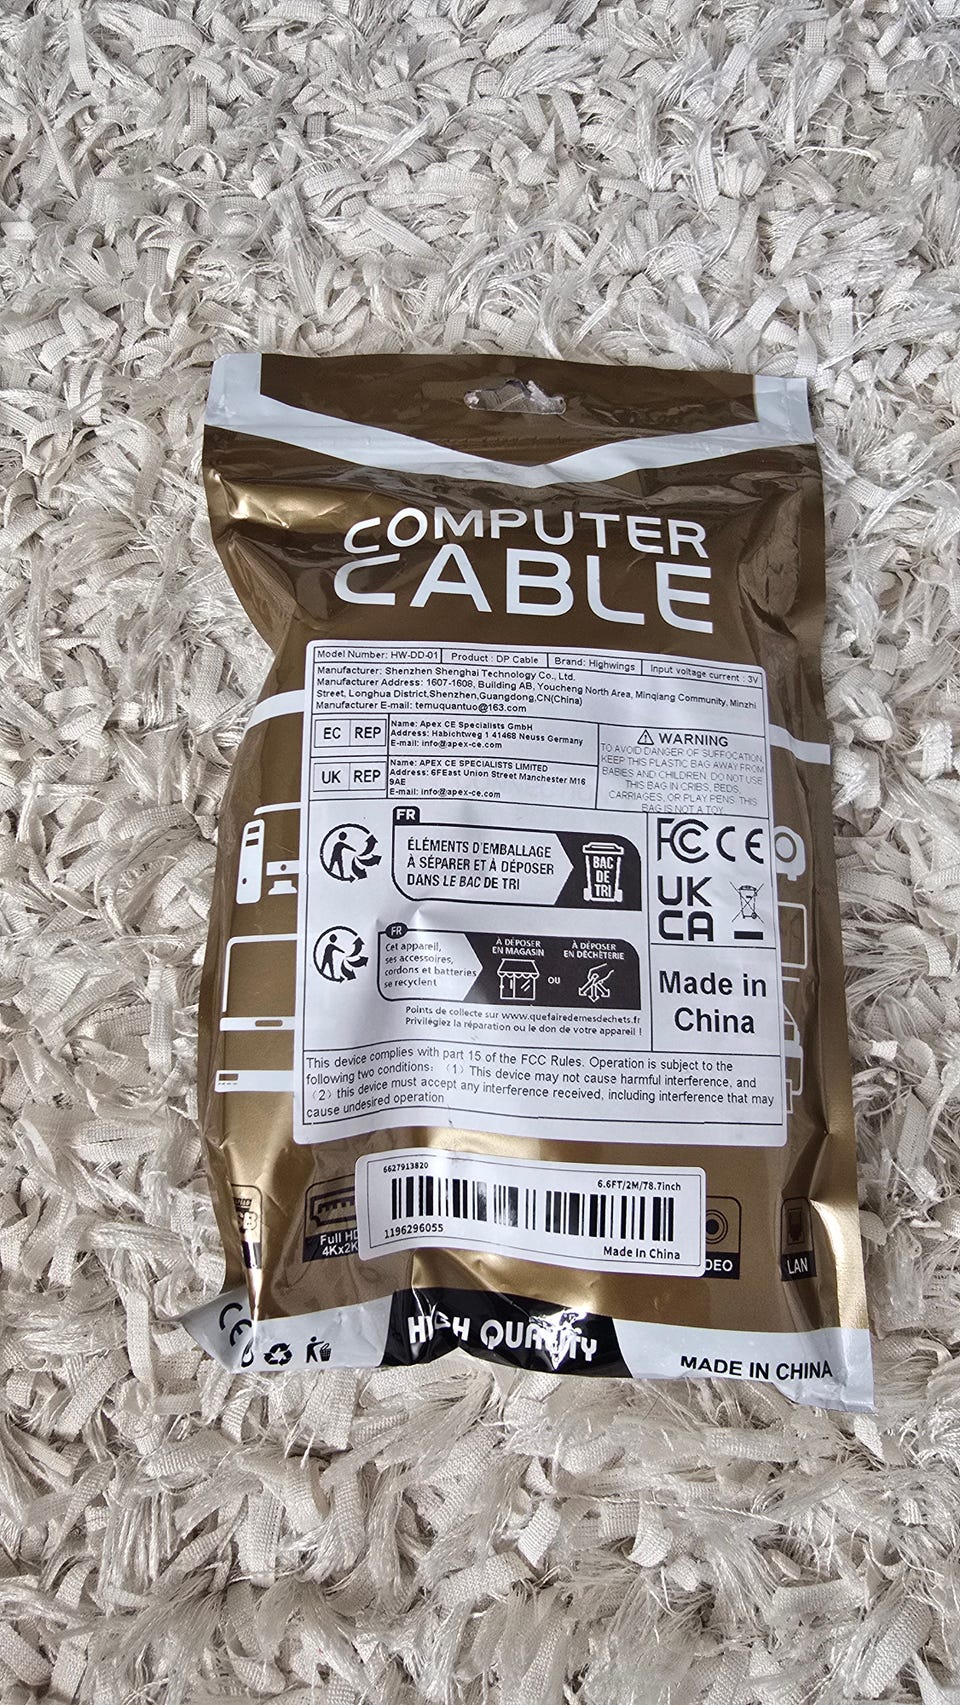 COMPUTER
CABLE
Model Number: HW-DD-01 Product : DP Cable Brand: Highwings Input voltage current : 3V
Manufacturer: Shenzhen Shenghai Technology Co., Ltd.
Manufacturer Address: 1607-1608, Building AB, Youcheng North Area, Minqiang Community, Minzhi
Street, Longhua District,Shenzhen,Guangdong,CN(China)
Manufacturer E-mail: temuquantuo@163.com
EC REP
Name: Apex CE Specialists GmbH
Address: Habichtweg 1 41468 Neuss Germany
E-mail: info@apex-ce.com
UK REP
Name: APEX CE SPECIALISTS LIMITED
Address: 6FEast Union Street Manchester M16
9AE
E-mail: info@apex-ce.com
WARNING
TO AVOID DANGER OF SUFFOCATION,
KEEP THIS PLASTIC BAG AWAY FROM
BABIES AND CHILDREN. DO NOT USE
THIS BAG IN CRIBS, BEDS,
CARRIAGES, OR PLAY PENS. THIS
BAG IS NOT A TOY.
FR
ÉLÉMENTS D'EMBALLAGE
À SÉPARER ET À DÉPOSER
DANS LE BAC DE TRI
BAC
DE
TRI
FC CE
UK
CA
FR
Cet appareil,
ses accessoires,
cordons et batteries
se recyclent
À DÉPOSER
EN MAGASIN
OU
À DÉPOSER
EN DÉCHÈTERIE
Points de collecte sur www.quefairedemesdechets.fr
Privilégiez la réparation ou le don de votre appareil !
Made in
China
This device complies with part 15 of the FCC Rules. Operation is subject to the
following two conditions: (1) This device may not cause harmful interference, and
(2) this device must accept any interference received, including interference that may
cause undesired operation
6627913820
6.6FT/2M/78.7inch
1196296055
Made In China
Full HD
4Kx2K
DEO
LAN
CE
HIGH QUALITY
MADE IN CHINA